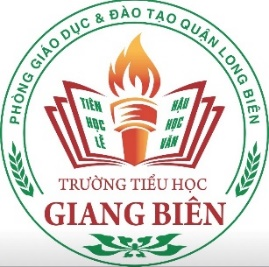 PHÒNG GIÁO DỤC & ĐÀO TẠO QUẬN LONG BIÊN
TIÊN HỌC LỄ
HẬU HỌC VĂN
TRƯỜNG TIỂU HỌC
GIANG BIÊN